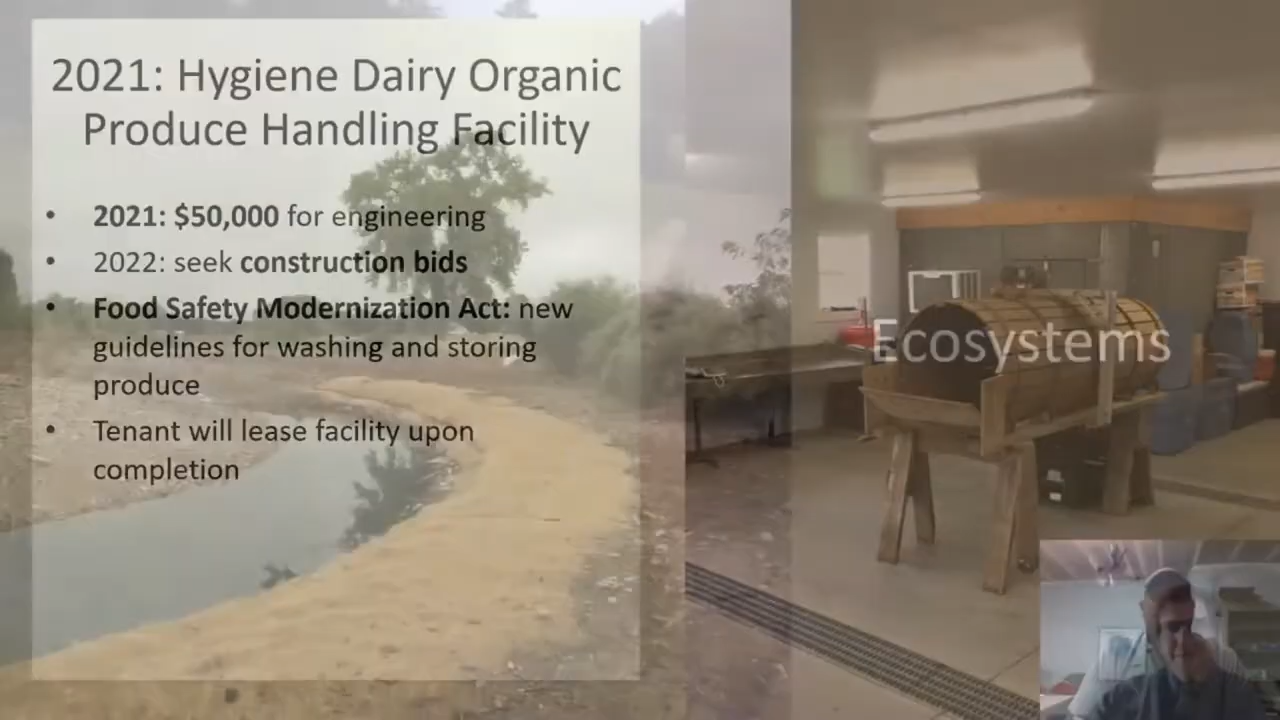 2021: Hygiene Dairy Organic
Produce Handling Facility
• 2021: $50,000 for engineering
• 2022: seek construction bids
• Food Safety Modernization Act: new
guidelines for washing and storing
produce
• Tenant will lease facility upon
completion
Ecosystems